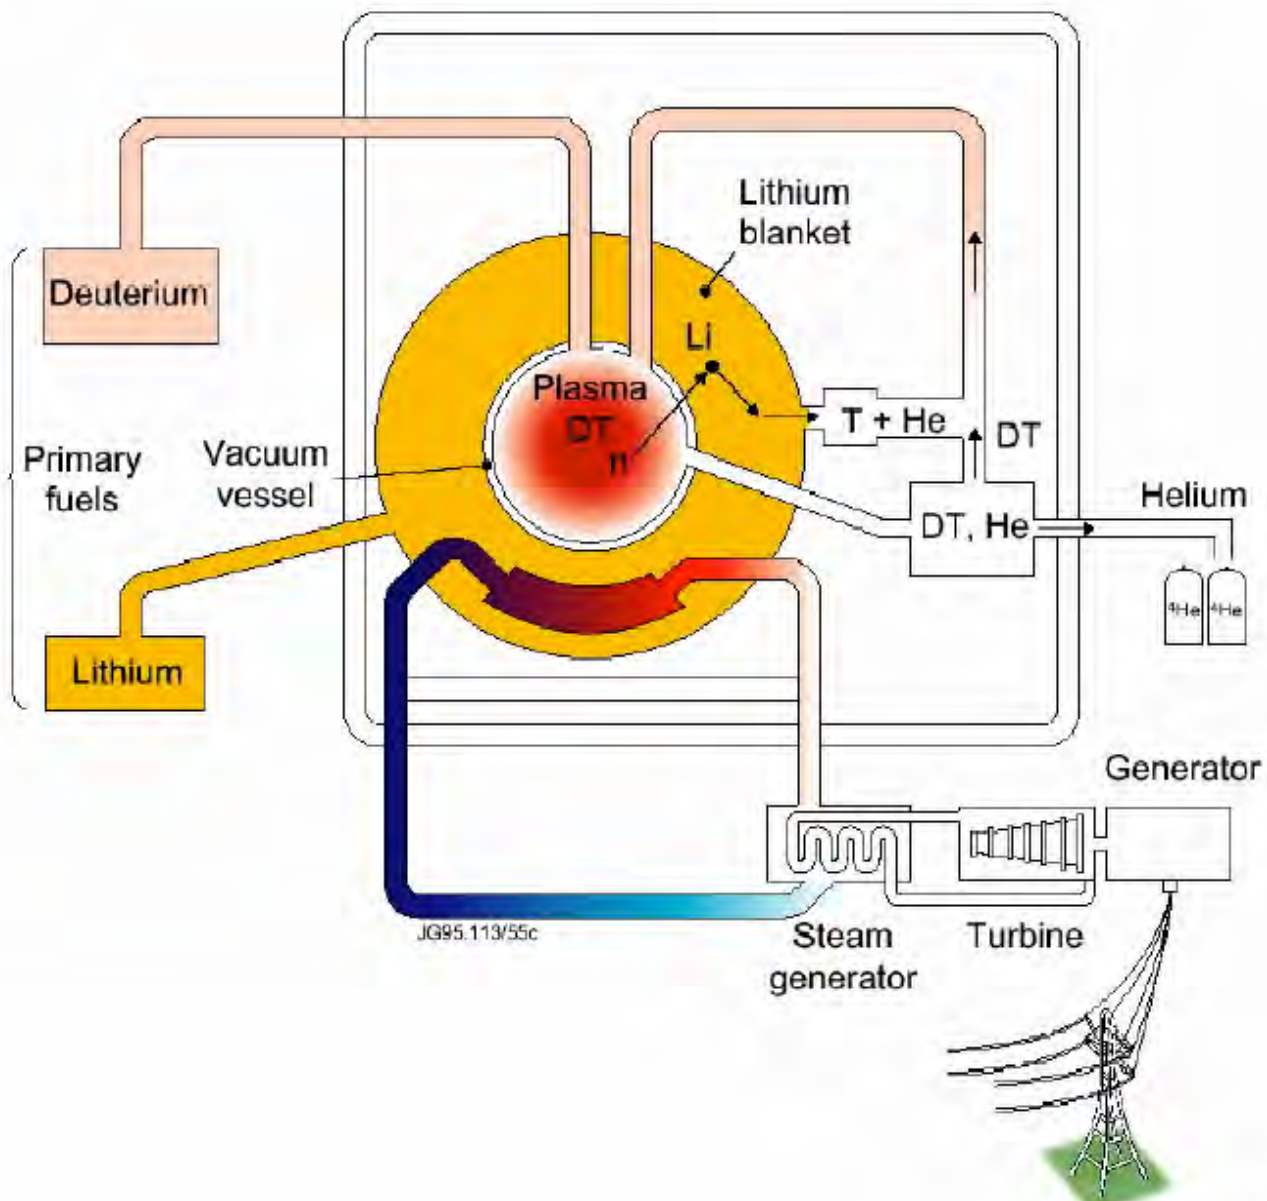 Lithium
blanket
Deuterium
Li
Plasma
DT
n
T + He
DT
Primary
fuels
Vacuum
vessel
Helium
DT, He
4He
4He
Lithium
Generator
JG95.113/55c
Steam
generator
Turbine